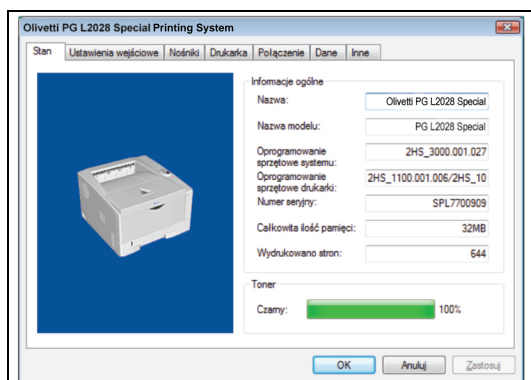 Olivetti PG L2028 Special Printing System
Stan Ustawienia wejściowe Nośniki Drukarka Połączenie Dane Inne
Informacje ogólne
Nazwa: Olivetti PG L2028 Special
Nazwa modelu: PG L2028 Special
Oprogramowanie
sprzętowe systemu: 2HS_3000.001.027
Oprogramowanie
sprzętowe drukarki: 2HS_1100.001.006/2HS_10
Numer seryjny: SPL7700909
Całkowita ilość pamięci: 32MB
Wydrukowano stron: 644
Toner
Czarny: 100%
OK Anuluj Zastosuj